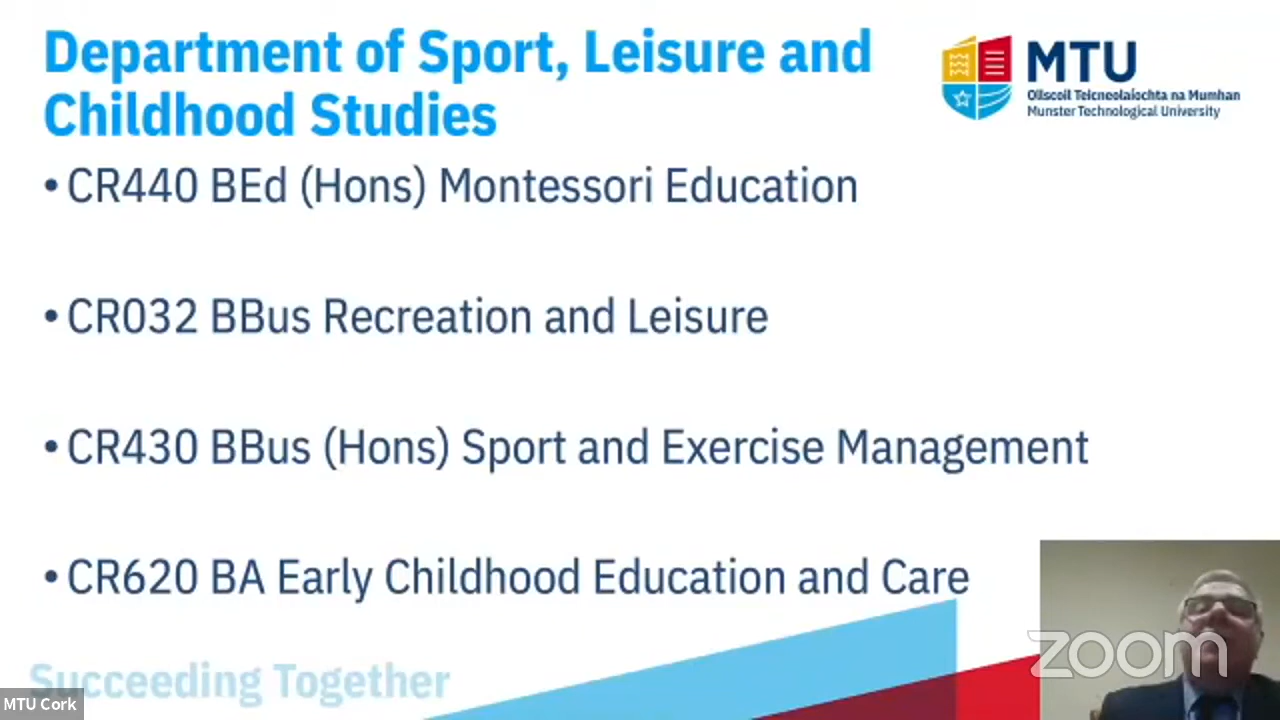 Department of Sport, Leisure and
Childhood Studies
MTU
Ollscoil Teicneolaíochta na Mumhan
Munster Technological University
• CR440 BEd (Hons) Montessori Education
• CR032 BBus Recreation and Leisure
• CR430 BBus (Hons) Sport and Exercise Management
• CR620 BA Early Childhood Education and Care
Succeeding Together
MTU Cork
zoom